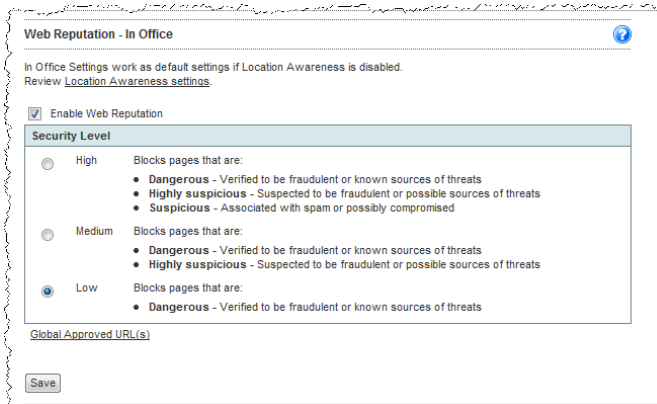 Web Reputation - In Office
?
In Office Settings work as default settings if Location Awareness is disabled.
Review Location Awareness settings.
Enable Web Reputation
Security Level
High Blocks pages that are:
• Dangerous - Verified to be fraudulent or known sources of threats
• Highly suspicious - Suspected to be fraudulent or possible sources of threats
• Suspicious - Associated with spam or possibly compromised
Medium Blocks pages that are:
• Dangerous - Verified to be fraudulent or known sources of threats
• Highly suspicious - Suspected to be fraudulent or possible sources of threats
Low Blocks pages that are:
• Dangerous - Verified to be fraudulent or known sources of threats
Global Approved URL(s)
Save